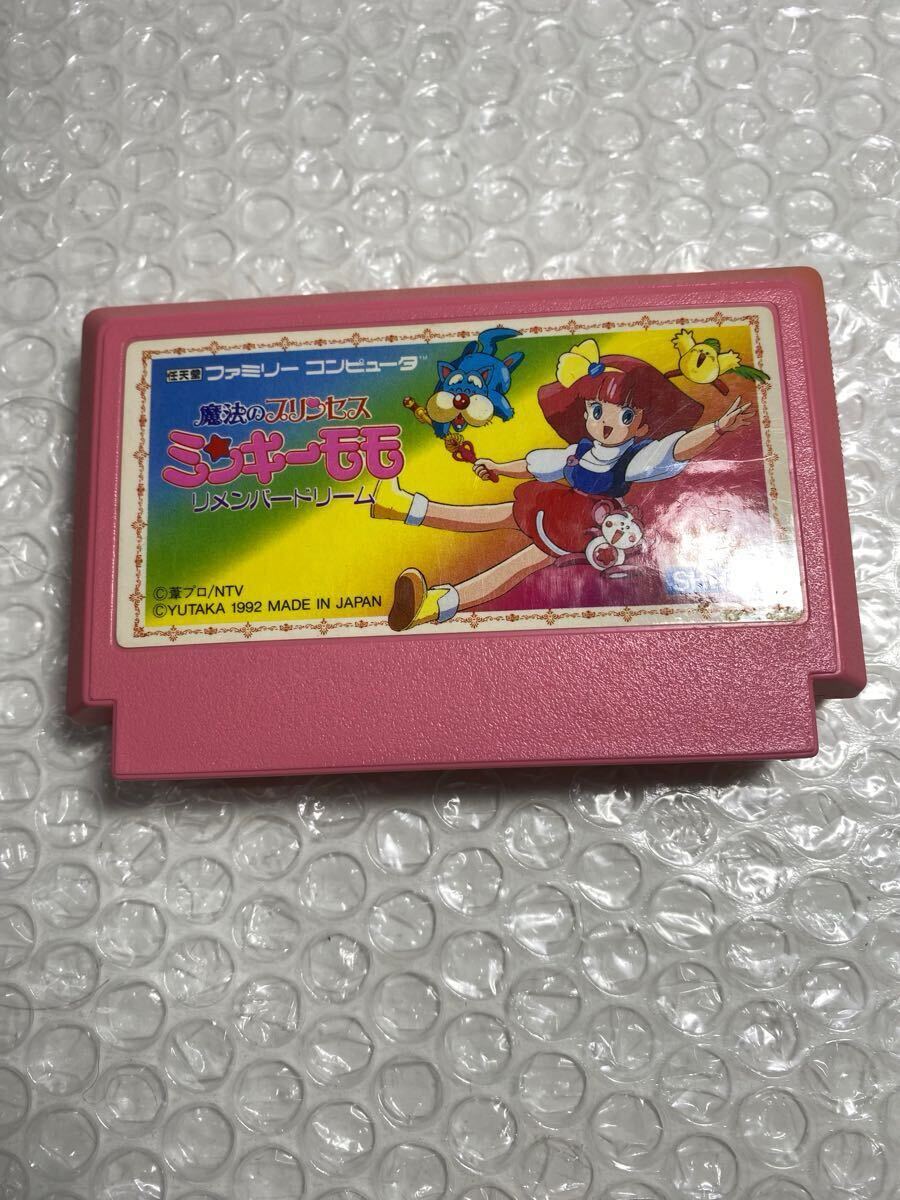 任天堂 ファミリー コンピュータ™
魔法のプリンセス
ミンキーモモ
リメンバードリーム
©葦プロ/NTV
©YUTAKA 1992 MADE IN JAPAN